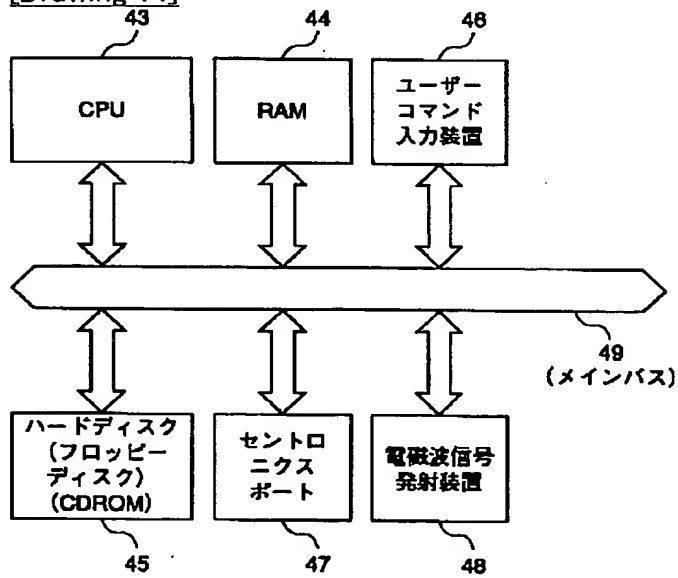 43
44
46
CPU
RAM
ユーザー
コマンド
入力装置
49
(メインバス)
ハードディスク
(フロッピー
ディスク)
(CDROM)
セントロ
ニクス
ポート
電磁波信号
発射装置
45
47
48